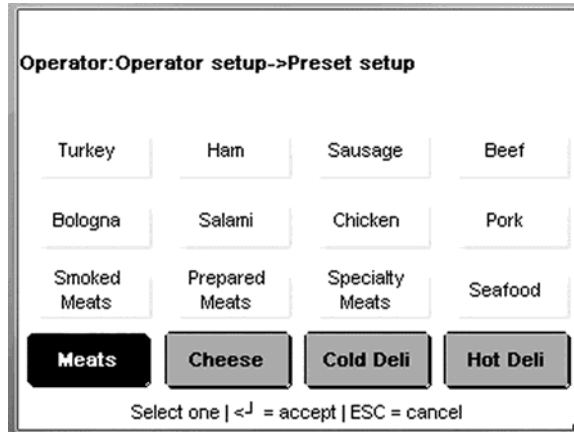 Operator:Operator setup->Preset setup
Turkey Ham Sausage Beef
Bologna Salami Chicken Pork
Smoked Meats Prepared Meats Specialty Meats Seafood
Meats Cheese Cold Deli Hot Deli
Select one | <┘ = accept | ESC = cancel